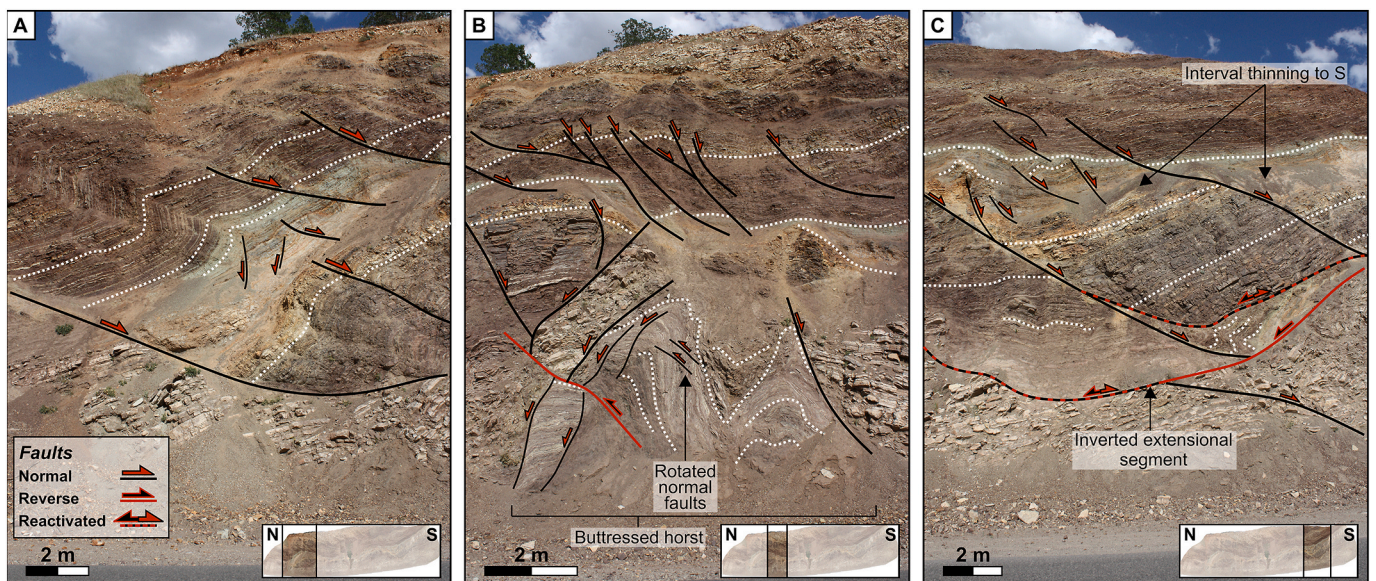 A
Faults
Normal
Reverse
Reactivated
2 m
N
S
B
Rotated
normal
faults
Buttressed horst
2 m
N
S
C
Interval thinning to S
Inverted extensional
segment
2 m
N
S